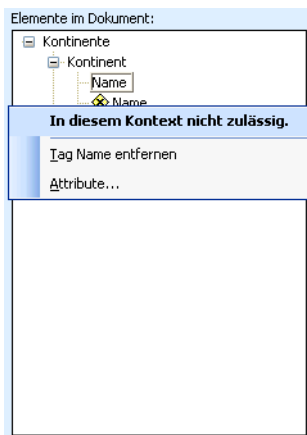 Elemente im Dokument:
Kontinente
Kontinent
Name
Name
In diesem Kontext nicht zulässig.
Tag Name entfernen
Attribute...